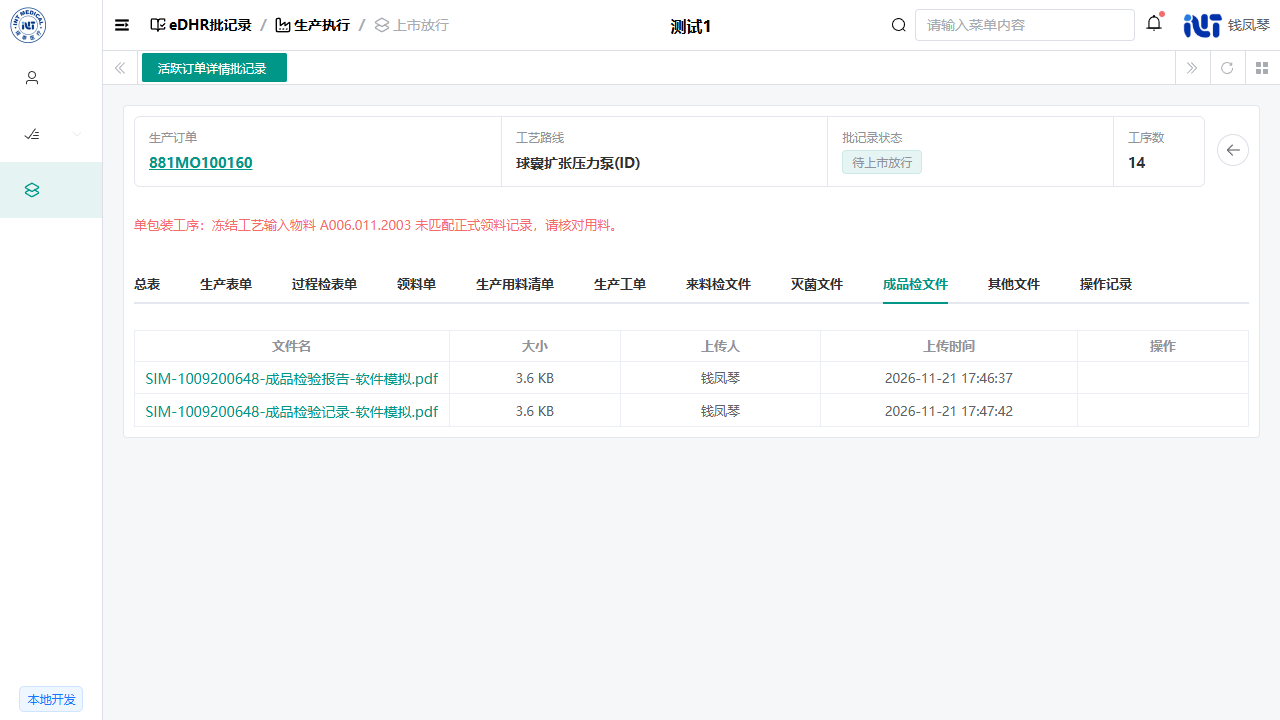 INT MEDICAL
eDHR批记录 / 生产执行 / 上市放行
测试1
请输入菜单内容
钱凤琴
活跃订单详情批记录
生产订单
881MO100160
工艺路线
球囊扩张压力泵(ID)
批记录状态
待上市放行
工序数
14
单包装工序：冻结工艺输入物料 A006.011.2003 未匹配正式领料记录，请核对用料。
总表 生产表单 过程检表单 领料单 生产用料清单 生产工单 来料检文件 灭菌文件 成品检文件 其他文件 操作记录
文件名 大小 上传人 上传时间 操作
SIM-1009200648-成品检验报告-软件模拟.pdf 3.6 KB 钱凤琴 2026-11-21 17:46:37
SIM-1009200648-成品检验记录-软件模拟.pdf 3.6 KB 钱凤琴 2026-11-21 17:47:42
本地开发